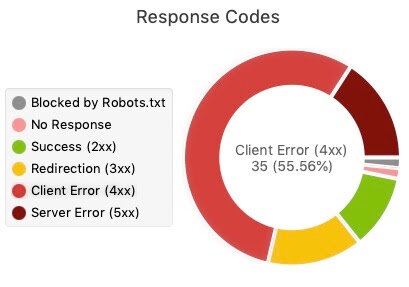 Response Codes
Blocked by Robots.txt
No Response
Success (2xx)
Redirection (3xx)
Client Error (4xx)
Server Error (5xx)
Client Error (4xx)
35 (55.56%)